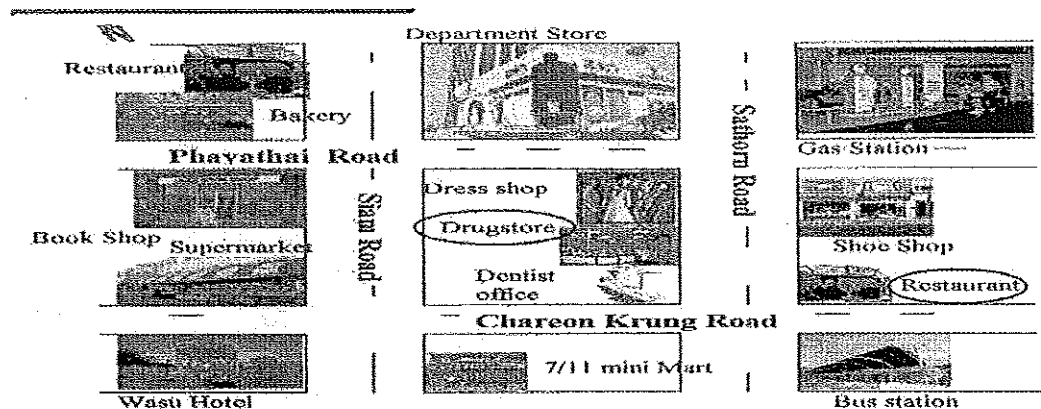 Department Store
Restaurant
Bakery
Phayathai Road
Gas Station
Siam Road
Sathorn Road
Dress shop
Drugstore
Book Shop
Supermarket
Shoe Shop
Dentist
office
Restaurant
Chareon Krung Road
7/11 mini Mart
Wasu Hotel
Bus station